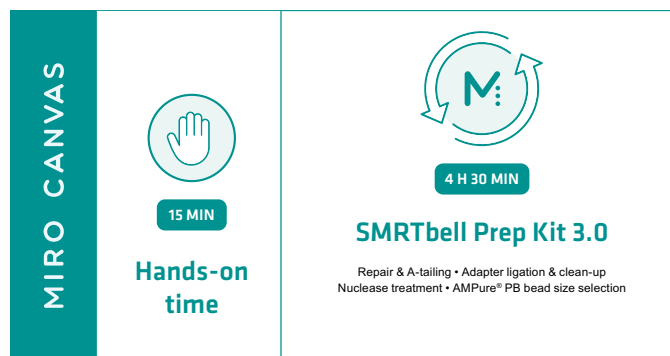 MIRO CANVAS
15 MIN
Hands-on
time
M
4 H 30 MIN
SMRTbell Prep Kit 3.0
Repair & A-tailing • Adapter ligation & clean-up
Nuclease treatment • AMPure® PB bead size selection